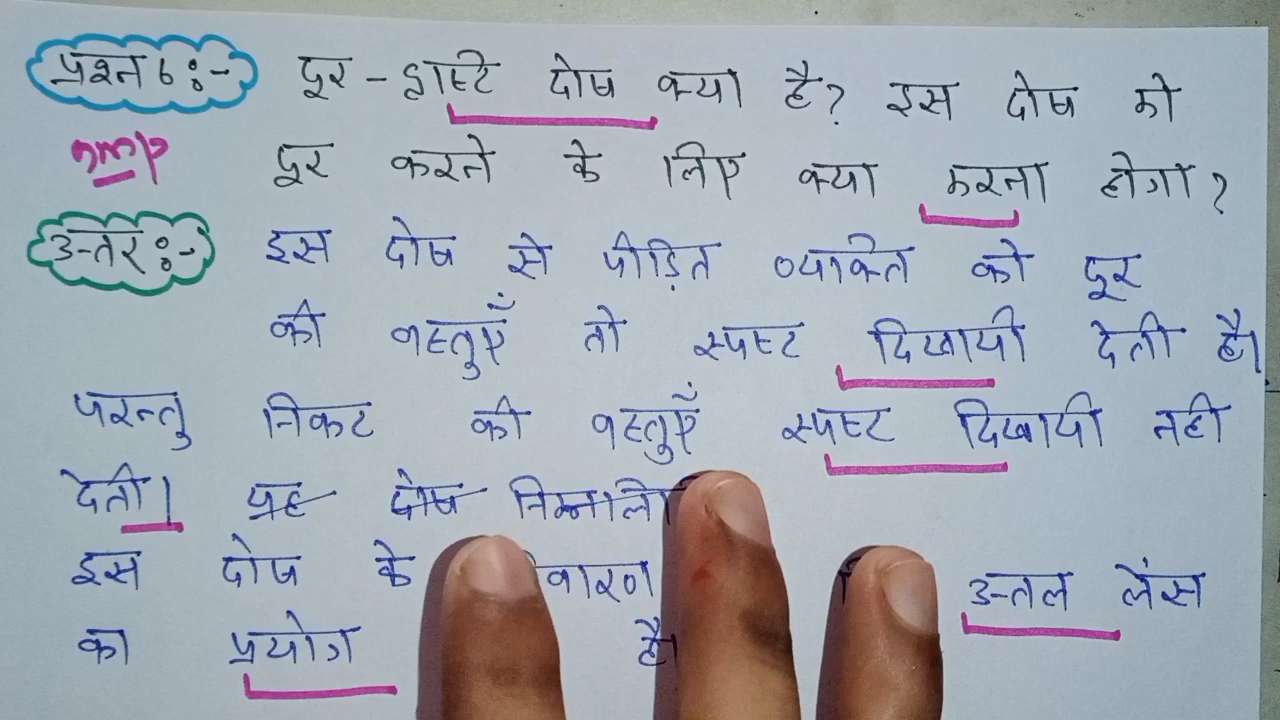 प्रश्न 6:- दूर-दृष्टि दोष क्या है? इस दोष को
Imp दूर करने के लिए क्या करना होगा?
उत्तर:- इस दोष से पीड़ित व्यक्ति को दूर
की वस्तुएँ तो स्पष्ट दिखायी देती है।
परन्तु निकट की वस्तुएँ स्पष्ट दिखायी नही
देती। यह दोष
इस दोष के उत्तल लेंस
का प्रयोग है